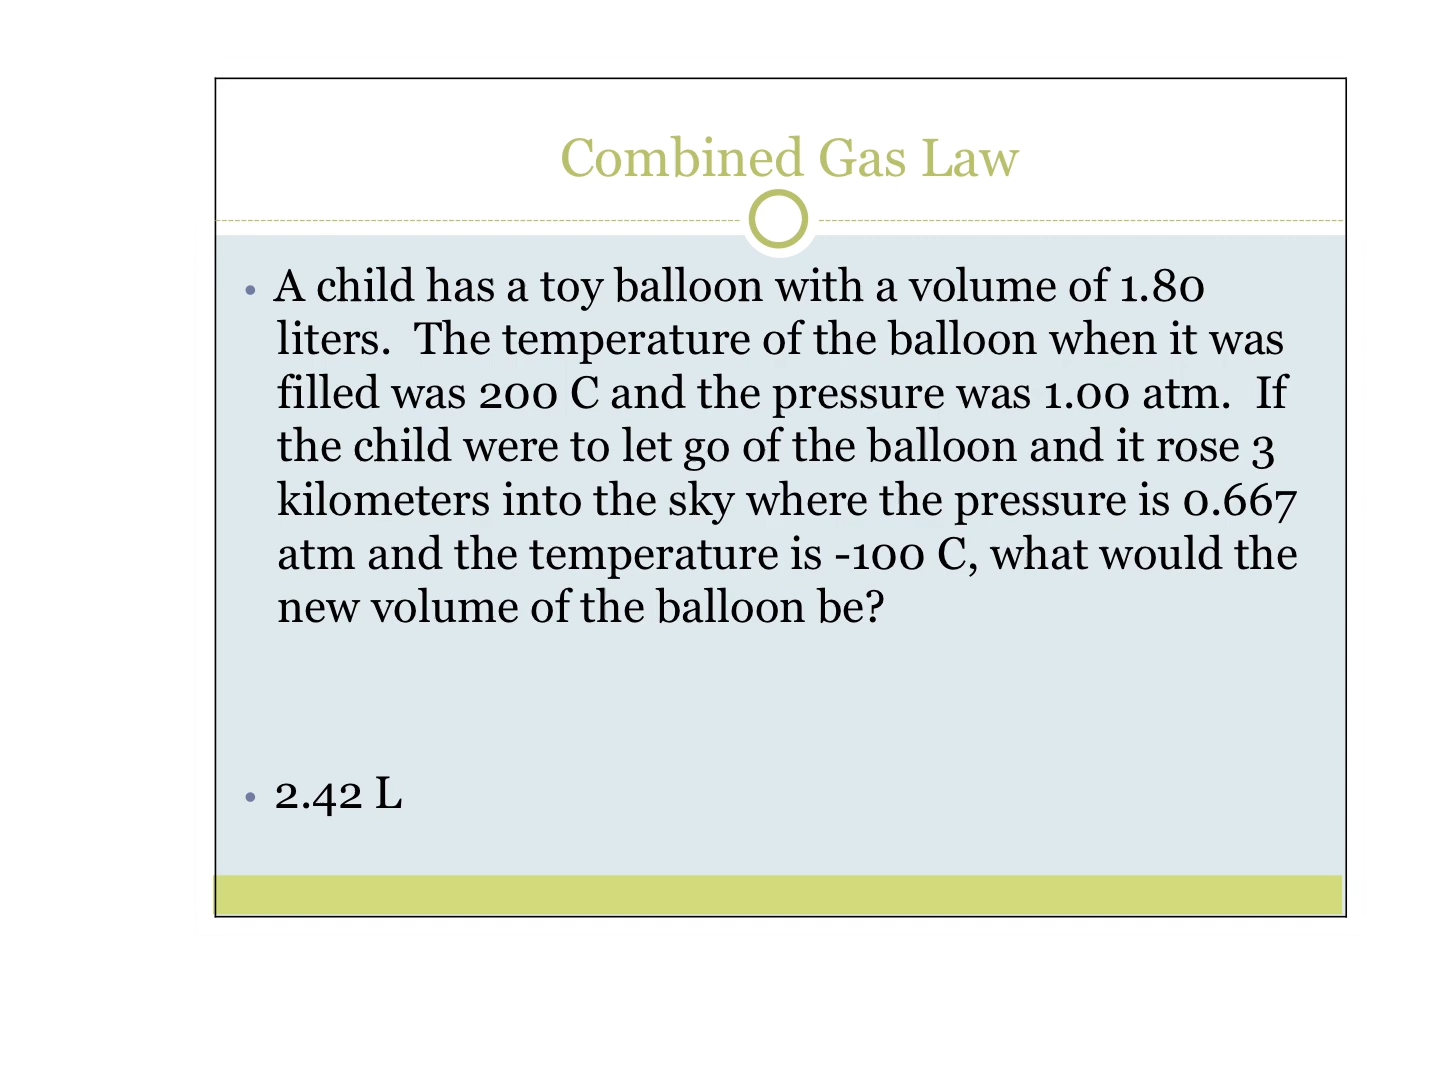 Combined Gas Law
• A child has a toy balloon with a volume of 1.80
liters.  The temperature of the balloon when it was
filled was 200 C and the pressure was 1.00 atm.  If
the child were to let go of the balloon and it rose 3
kilometers into the sky where the pressure is 0.667
atm and the temperature is -100 C, what would the
new volume of the balloon be?
• 2.42 L